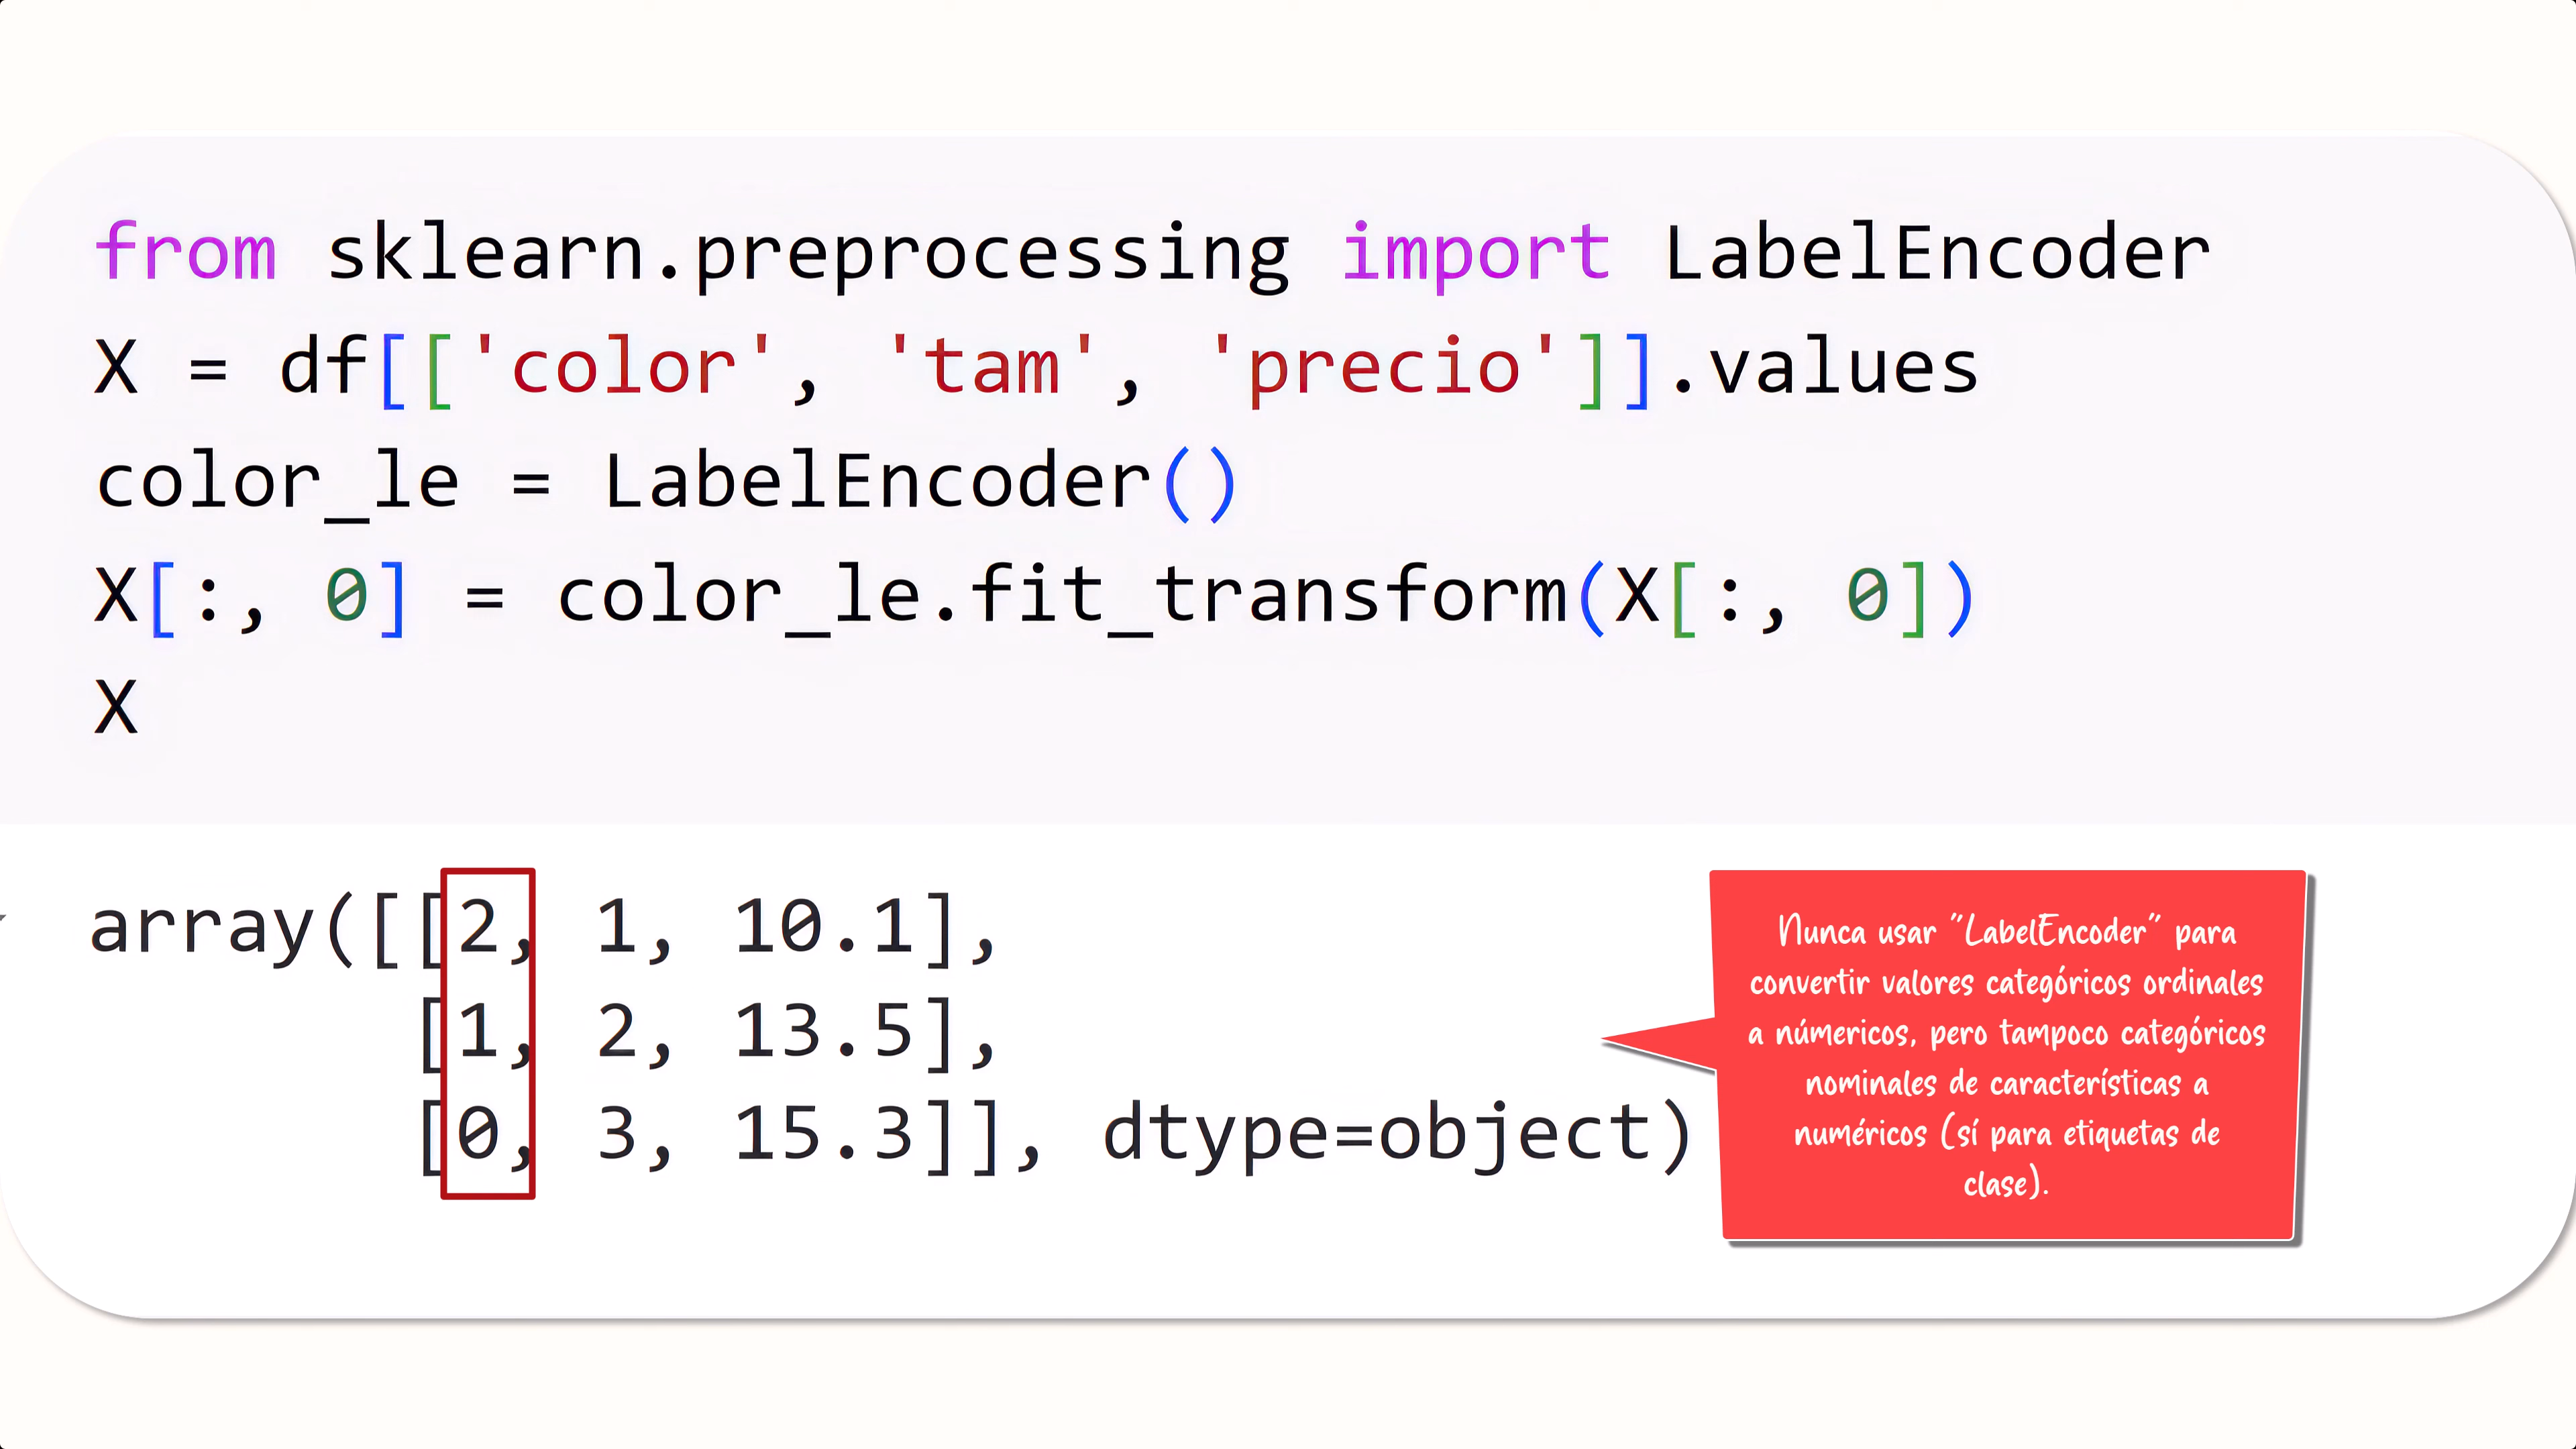 from sklearn.preprocessing import LabelEncoder
X = df[['color', 'tam', 'precio']].values
color_le = LabelEncoder()
X[:, 0] = color_le.fit_transform(X[:, 0])
X
array([[2, 1, 10.1],
[1, 2, 13.5],
[0, 3, 15.3]], dtype=object)
Nunca usar "LabelEncoder" para
convertir valores categóricos ordinales
a númericos, pero tampoco categóricos
nominales de características a
numéricos (sí para etiquetas de
clase).